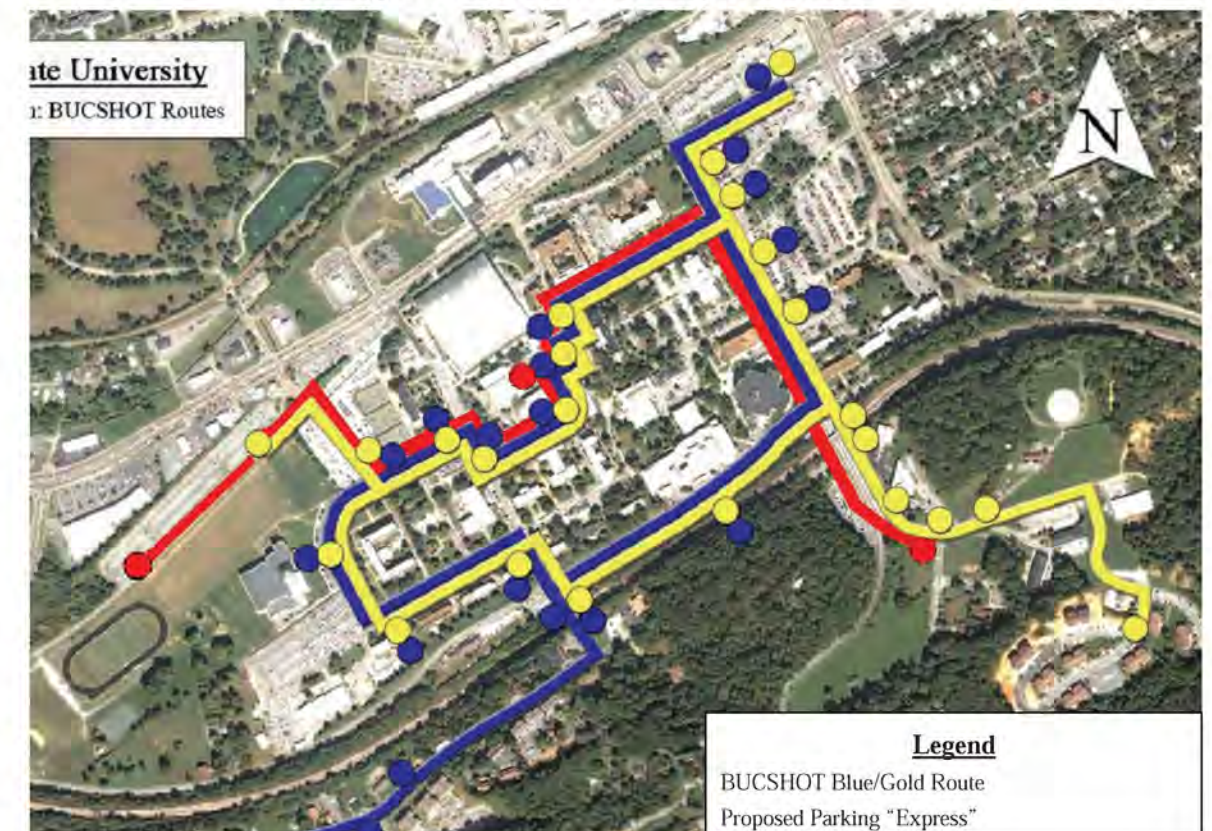 ate University
n: BUCSHOT Routes
N
Legend
BUCSHOT Blue/Gold Route
Proposed Parking “Express”